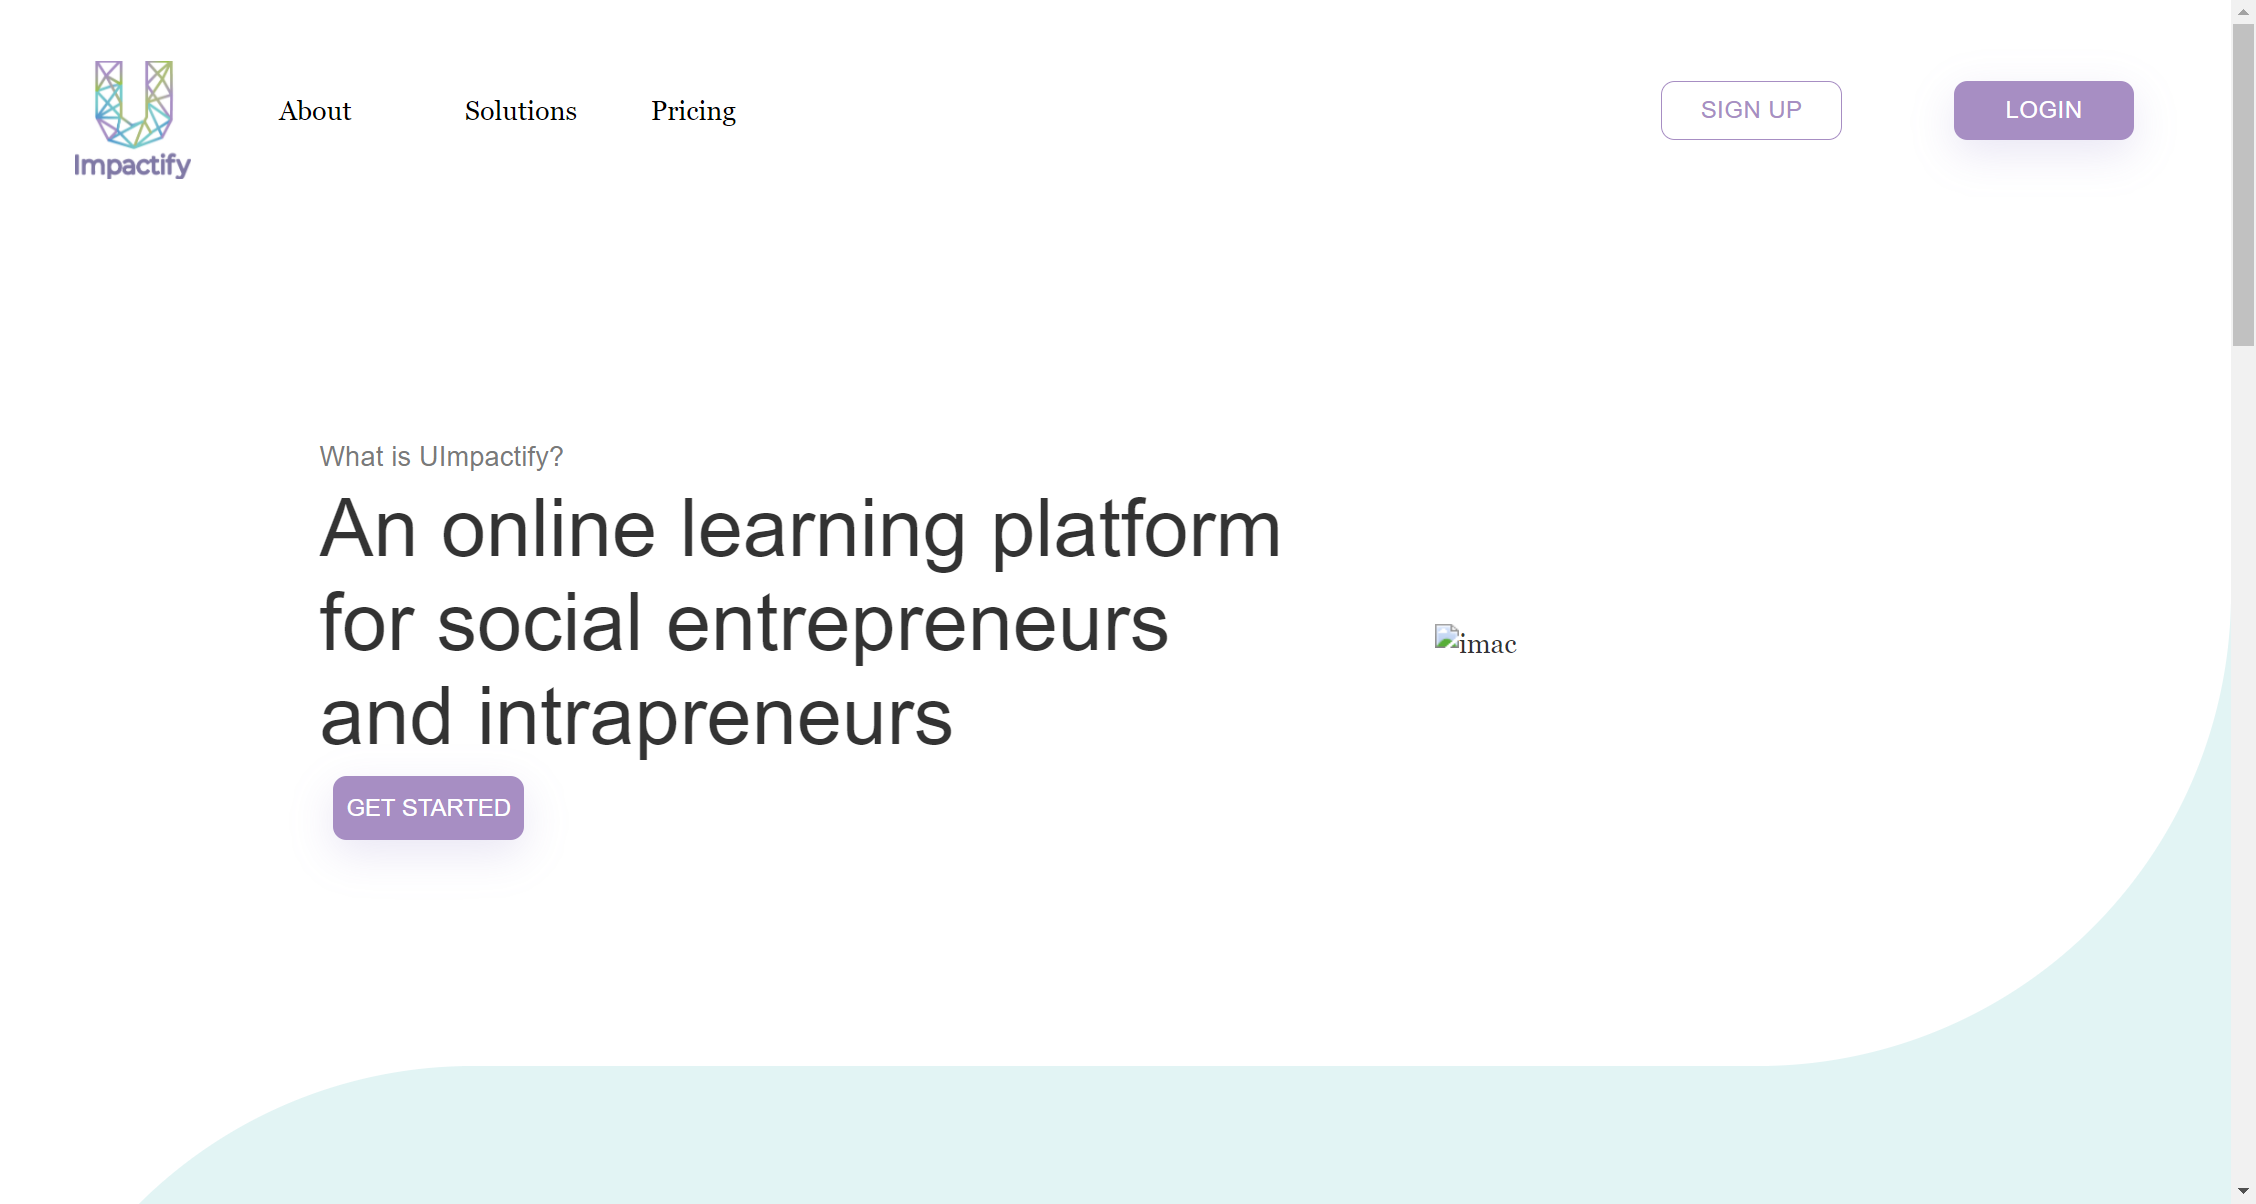 Impactify
About
Solutions
Pricing
SIGN UP
LOGIN
What is UImpactify?
An online learning platform
for social entrepreneurs
and intrapreneurs
imac
GET STARTED